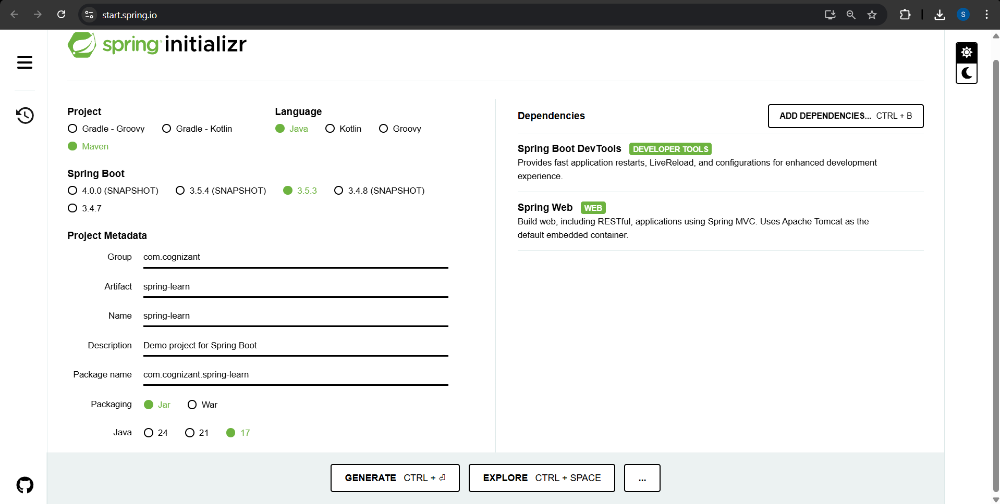 start.spring.io
S
spring initializr
Project
Gradle - Groovy Gradle - Kotlin
Maven
Language
Java Kotlin Groovy
Spring Boot
4.0.0 (SNAPSHOT) 3.5.4 (SNAPSHOT) 3.5.3 3.4.8 (SNAPSHOT)
3.4.7
Project Metadata
Group com.cognizant
Artifact spring-learn
Name spring-learn
Description Demo project for Spring Boot
Package name com.cognizant.spring-learn
Packaging Jar War
Java 24 21 17
Dependencies
ADD DEPENDENCIES... CTRL + B
Spring Boot DevTools DEVELOPER TOOLS
Provides fast application restarts, LiveReload, and configurations for enhanced development
experience.
Spring Web WEB
Build web, including RESTful, applications using Spring MVC. Uses Apache Tomcat as the
default embedded container.
GENERATE CTRL + ⏎
EXPLORE CTRL + SPACE
...